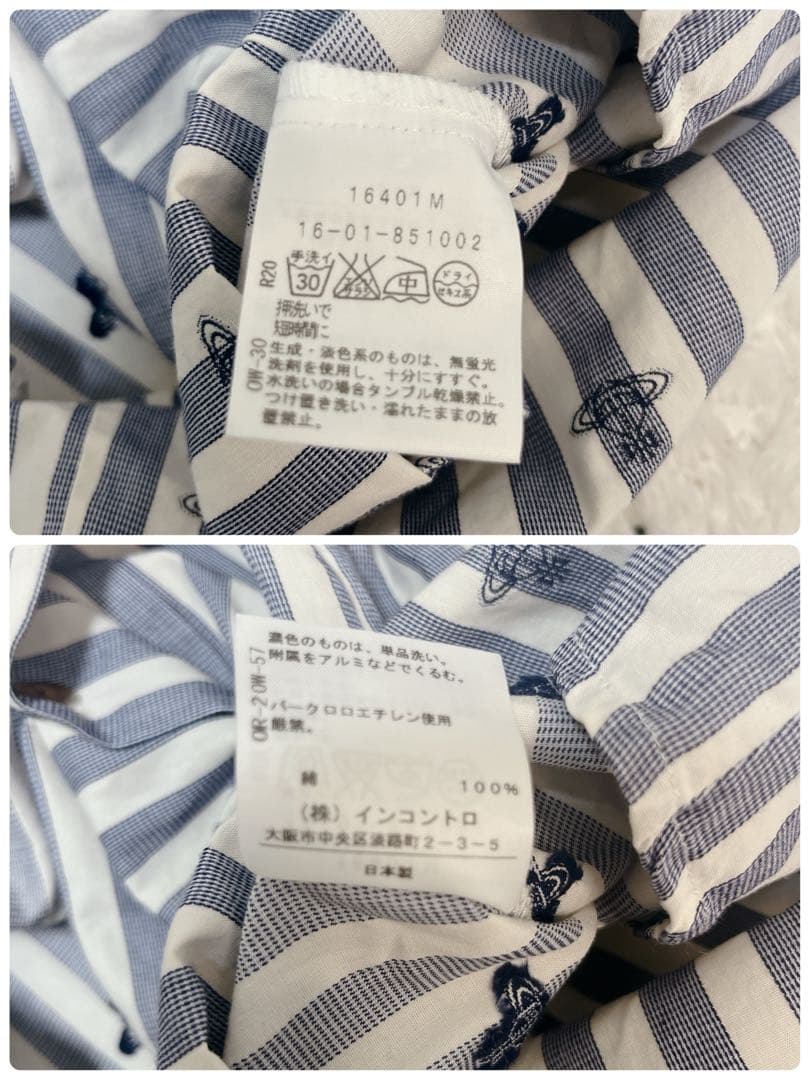 16401M
16-01-851002
R20
手洗イ
30
中
ドライ
セキユ系
押洗いで
短時間に
OW-30
生成・淡色系のものは、無蛍光
洗剤を使用し、十分にすすぐ。
水洗いの場合タンブル乾燥禁止。
つけ置き洗い・濡れたままの放
置禁止。
濃色のものは、単品洗い。
附属をアルミなどでくるむ。
OWR-2
OW-57
パークロロエチレン使用
厳禁。
綿 100%
(株) インコントロ
大阪市中央区淡路町2-3-5
日本製